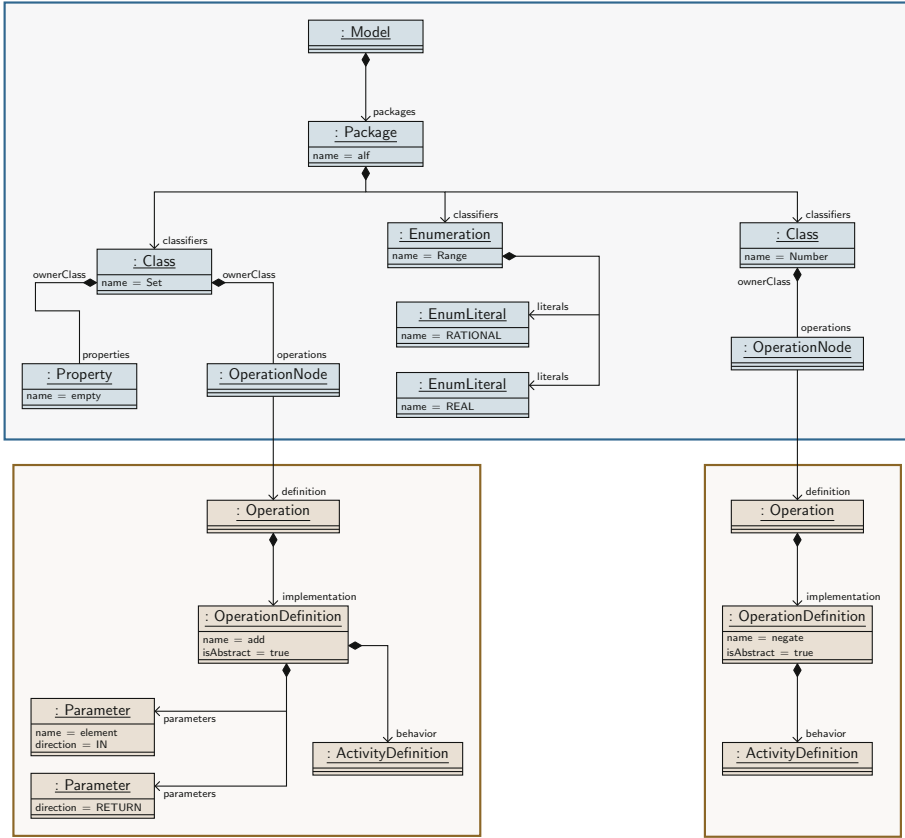 : Model
packages
: Package
name = alf
classifiers
classifiers
classifiers
: Class
name = Set
: Enumeration
name = Range
: Class
name = Number
ownerClass
ownerClass
ownerClass
literals
: EnumLiteral
name = RATIONAL
properties
operations
operations
: Property
name = empty
: OperationNode
literals
: EnumLiteral
name = REAL
: OperationNode
definition
definition
: Operation
: Operation
implementation
implementation
: OperationDefinition
name = add
isAbstract = true
: OperationDefinition
name = negate
isAbstract = true
: Parameter
name = element
direction = IN
parameters
behavior
behavior
: ActivityDefinition
: ActivityDefinition
: Parameter
direction = RETURN
parameters